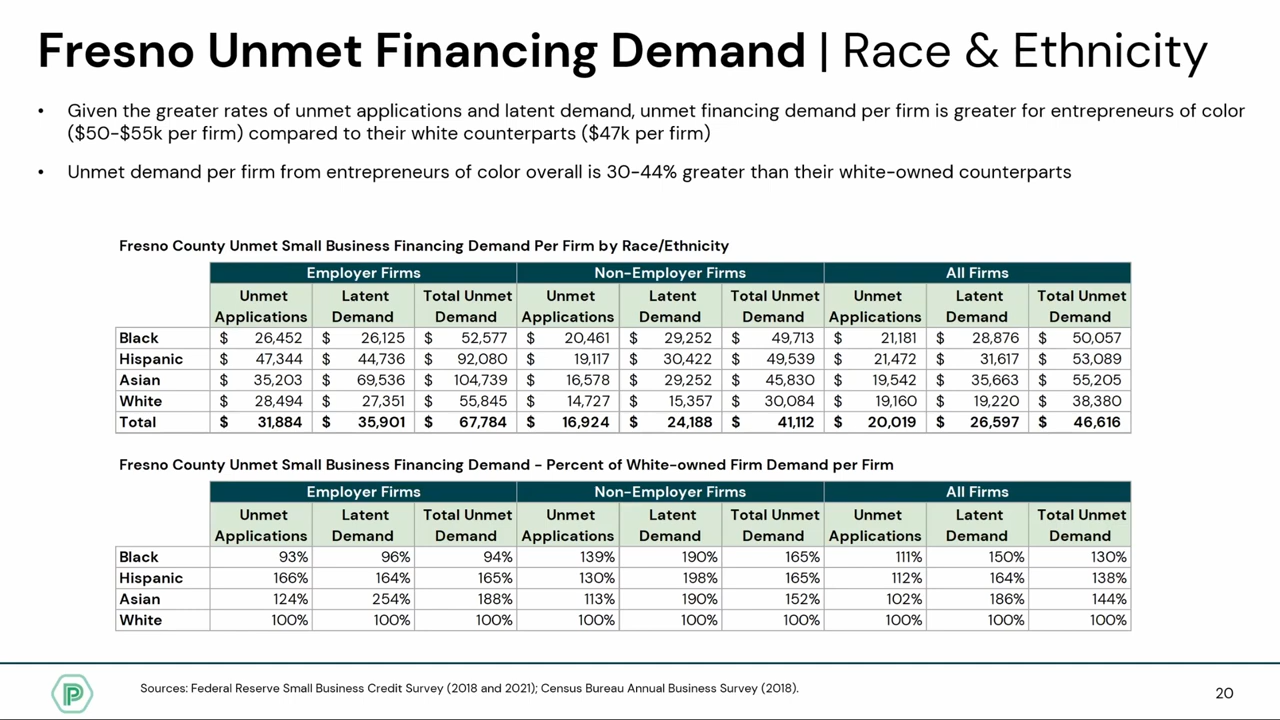 Fresno Unmet Financing Demand | Race & Ethnicity
• Given the greater rates of unmet applications and latent demand, unmet financing demand per firm is greater for entrepreneurs of color
($50-$55k per firm) compared to their white counterparts ($47k per firm)
• Unmet demand per firm from entrepreneurs of color overall is 30-44% greater than their white-owned counterparts
Fresno County Unmet Small Business Financing Demand Per Firm by Race/Ethnicity
Employer Firms Non-Employer Firms All Firms
Unmet Latent Total Unmet Unmet Latent Total Unmet Unmet Latent Total Unmet
Applications Demand Demand Applications Demand Demand Applications Demand Demand
Black $ 26,452 $ 26,125 $ 52,577 $ 20,461 $ 29,252 $ 49,713 $ 21,181 $ 28,876 $ 50,057
Hispanic $ 47,344 $ 44,736 $ 92,080 $ 19,117 $ 30,422 $ 49,539 $ 21,472 $ 31,617 $ 53,089
Asian $ 35,203 $ 69,536 $ 104,739 $ 16,578 $ 29,252 $ 45,830 $ 19,542 $ 35,663 $ 55,205
White $ 28,494 $ 27,351 $ 55,845 $ 14,727 $ 15,357 $ 30,084 $ 19,160 $ 19,220 $ 38,380
Total $ 31,884 $ 35,901 $ 67,784 $ 16,924 $ 24,188 $ 41,112 $ 20,019 $ 26,597 $ 46,616
Fresno County Unmet Small Business Financing Demand - Percent of White-owned Firm Demand per Firm
Employer Firms Non-Employer Firms All Firms
Unmet Latent Total Unmet Unmet Latent Total Unmet Unmet Latent Total Unmet
Applications Demand Demand Applications Demand Demand Applications Demand Demand
Black 93% 96% 94% 139% 190% 165% 111% 150% 130%
Hispanic 166% 164% 165% 130% 198% 165% 112% 164% 138%
Asian 124% 254% 188% 113% 190% 152% 102% 186% 144%
White 100% 100% 100% 100% 100% 100% 100% 100% 100%
Sources: Federal Reserve Small Business Credit Survey (2018 and 2021); Census Bureau Annual Business Survey (2018).
20